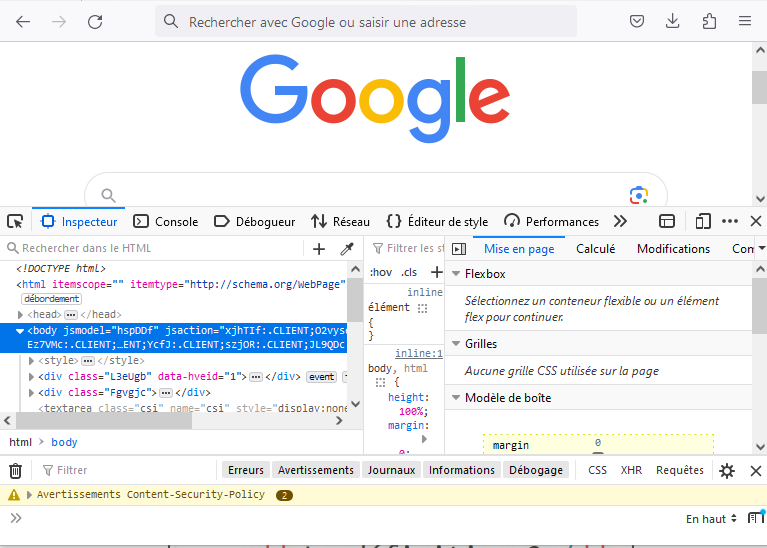 Rechercher avec Google ou saisir une adresse
Google
Inspecteur Console Débogueur Réseau Éditeur de style Performances
Rechercher dans le HTML
Filtrer les st
Mise en page Calculé Modifications
:hov .cls
<!DOCTYPE html>
<html itemscope="" itemtype="http://schema.org/WebPage"
débordement
<head> </head>
<body jsmodel="hspDDf" jsaction="xjhTIf:.CLIENT;O2vyse
Ez7VMc:.CLIENT;…ENT;YcfJ:.CLIENT;szjOR:.CLIENT;JL9QDc
<style> </style>
<div class="L3eUgb" data-hveid="1"> </div> event
<div class="Fgvgjc"> </div>
<textarea class="csi" name="csi" style="display:none
html body
inline
élément
{
}
inline:1
body, html
{
height:
100%;
margin:
0;
Flexbox
Sélectionnez un conteneur flexible ou un élément
flex pour continuer.
Grilles
Aucune grille CSS utilisée sur la page
Modèle de boîte
margin 0
Filtrer Erreurs Avertissements Journaux Informations Débogage CSS XHR Requêtes
Avertissements Content-Security-Policy 2
En haut